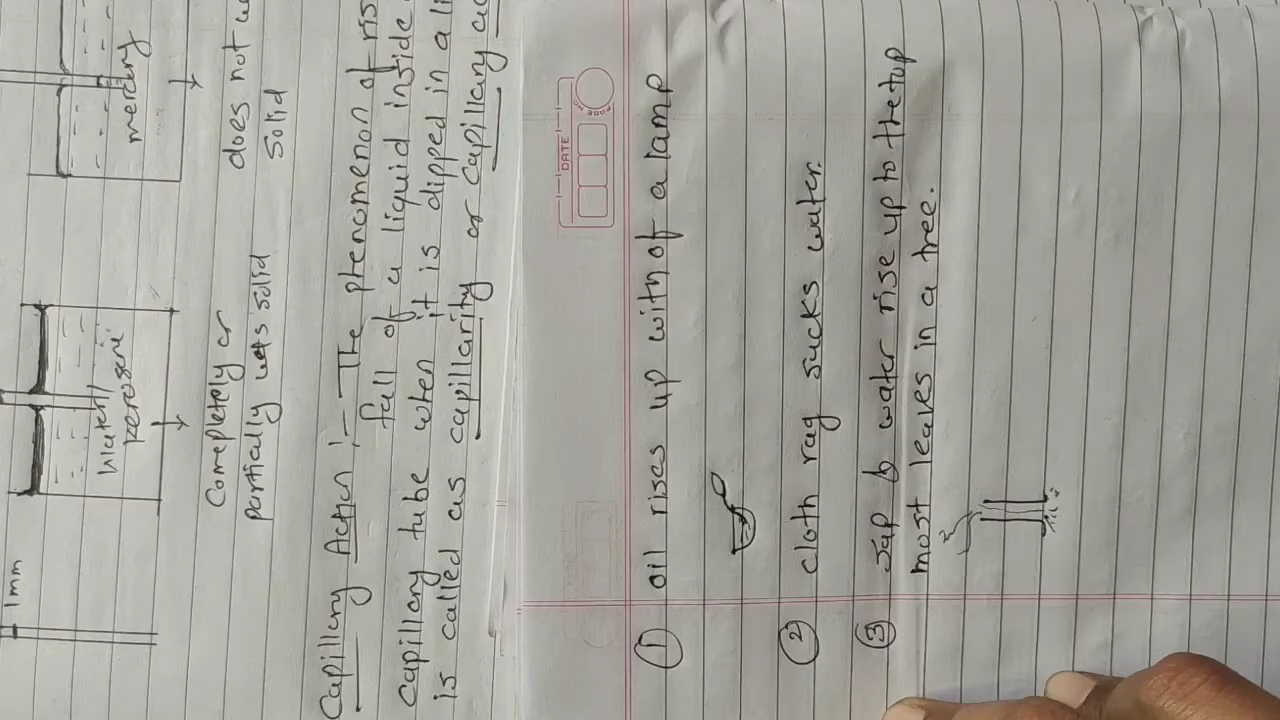 1mm
Water/
kerosene
mercury
Completely or
partially wets solid
does not
solid
Capillary Action :- The phenomenon of
fall of a liquid inside
capillary tube when it is dipped in a
is called as capillarity or capillary
DATE
PAGE NO
① oil rises up with of a lamp
② cloth rag sucks water.
③ sap & water rise up to the top
most leaves in a tree.